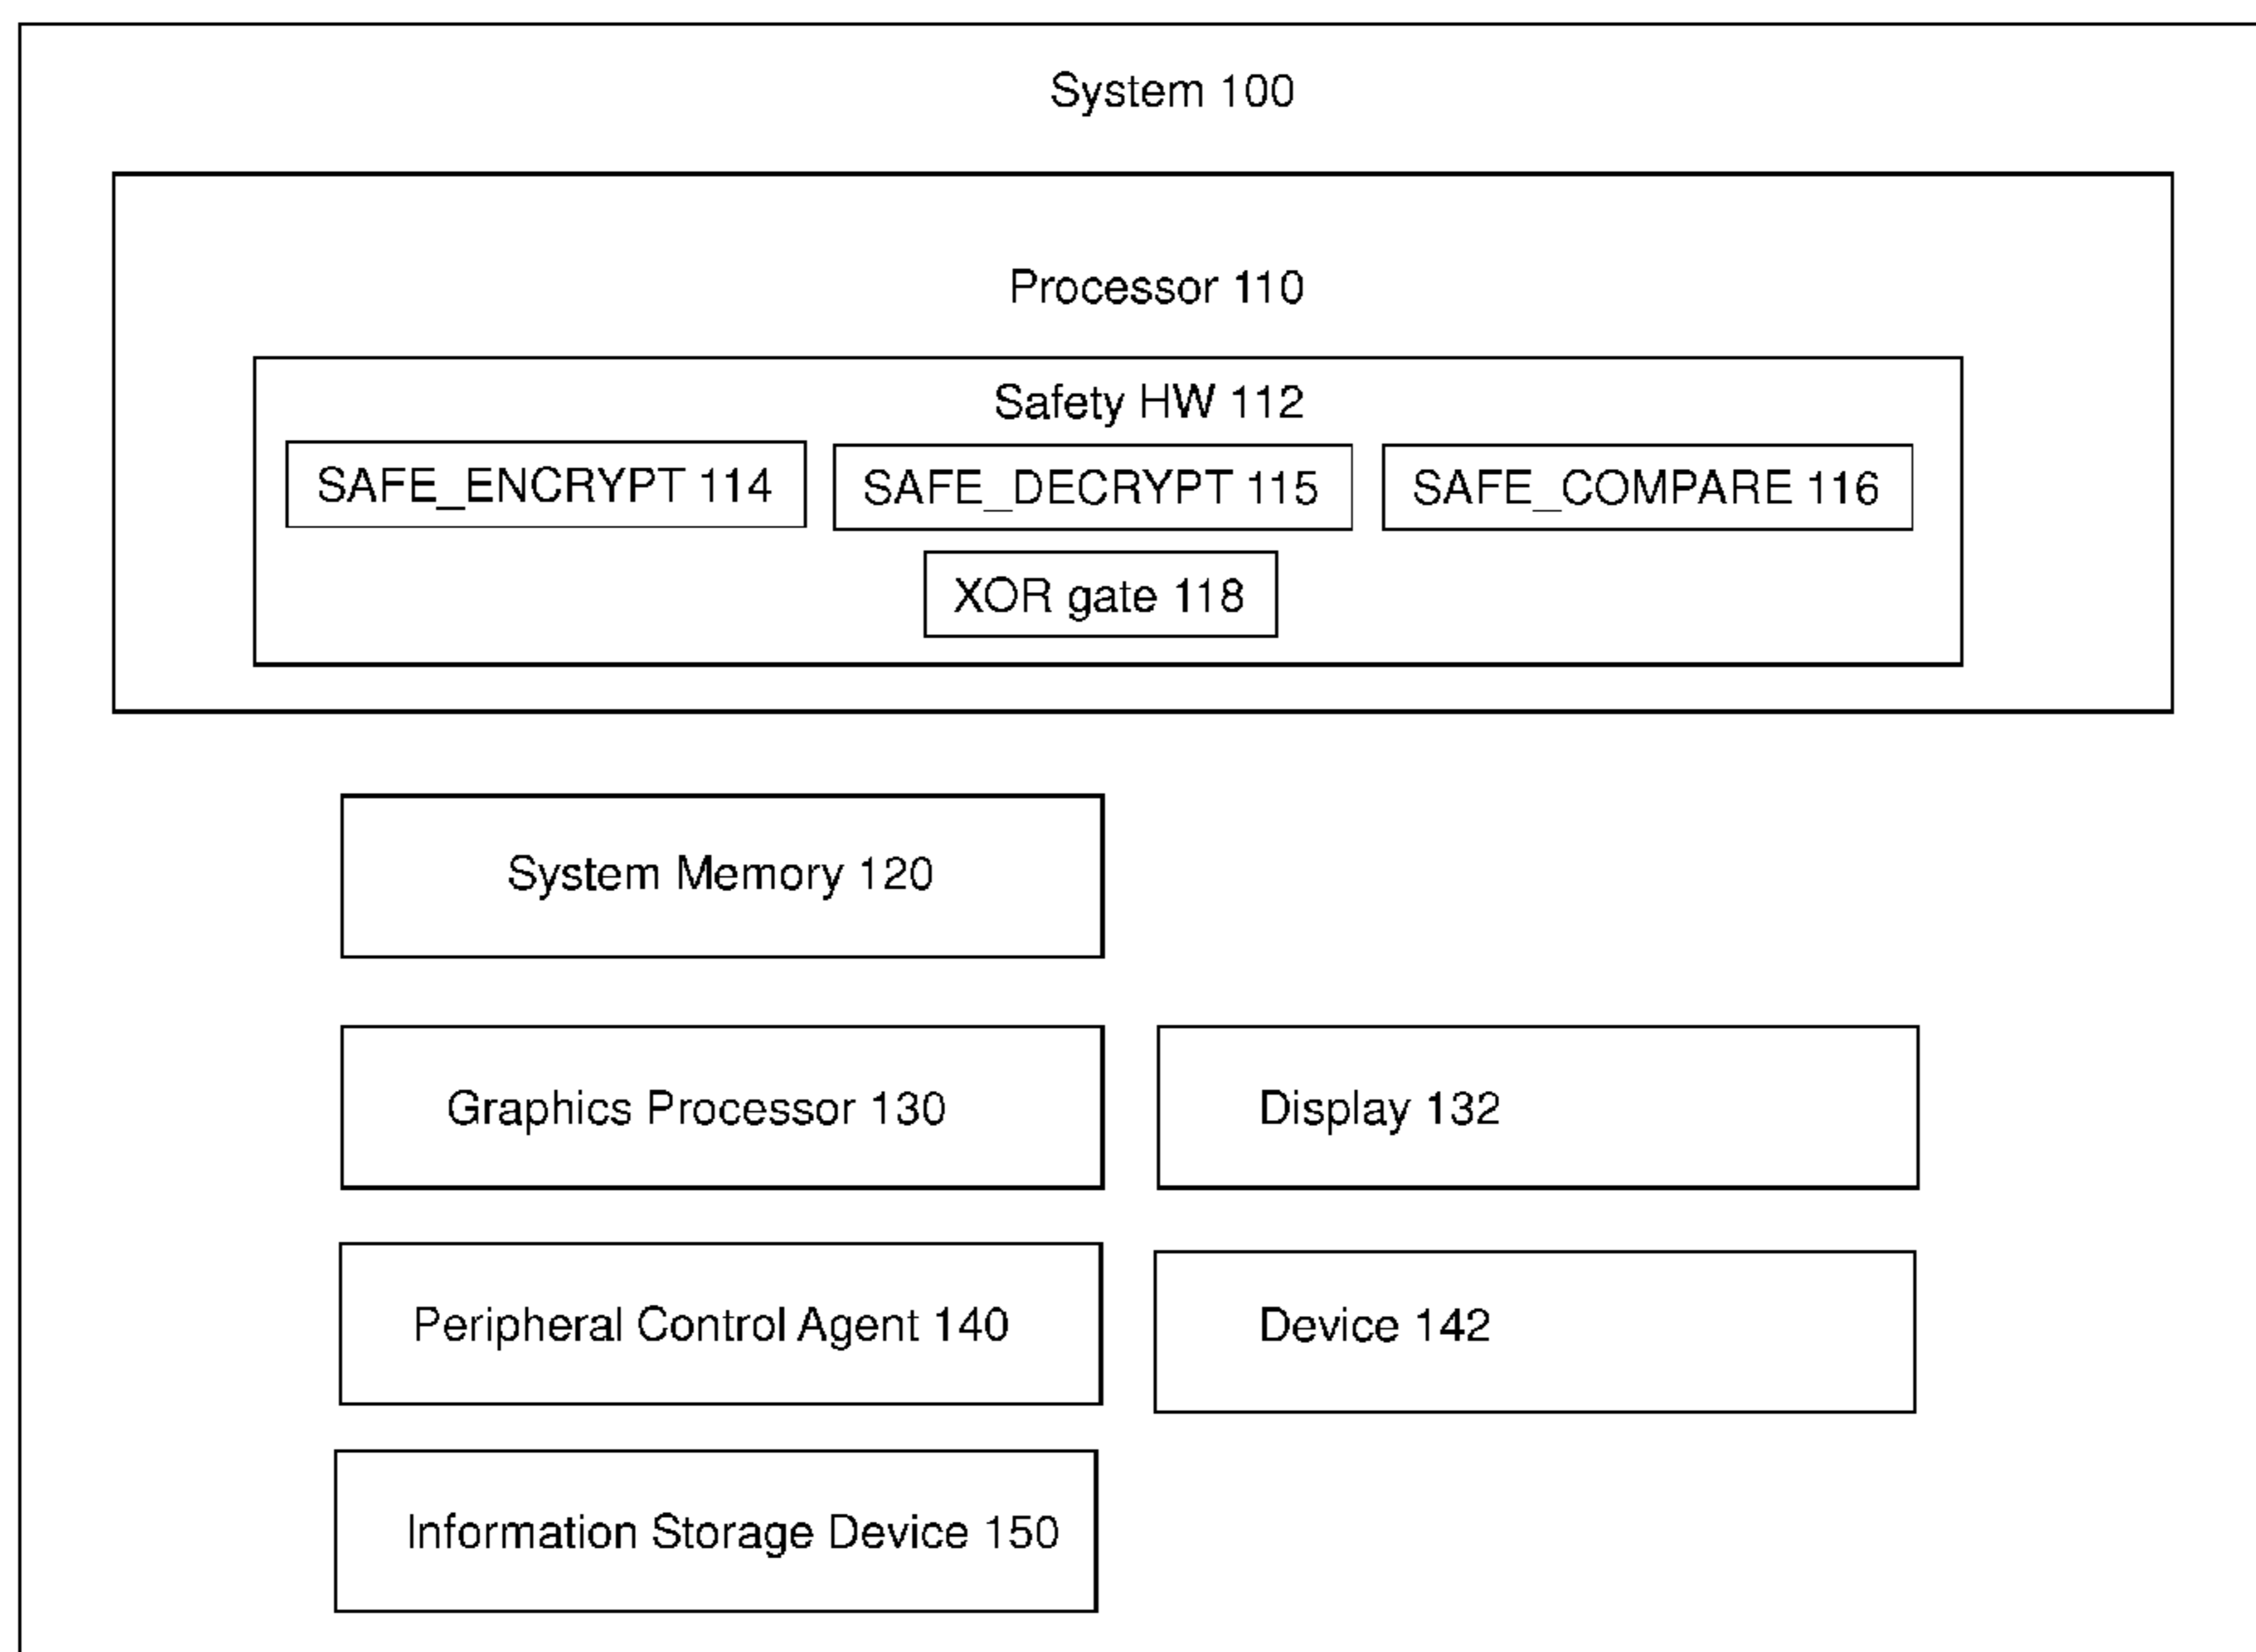 System 100
Processor 110
Safety HW 112
SAFE_ENCRYPT 114
SAFE_DECRYPT 115
SAFE_COMPARE 116
XOR gate 118
System Memory 120
Graphics Processor 130
Display 132
Peripheral Control Agent 140
Device 142
Information Storage Device 150